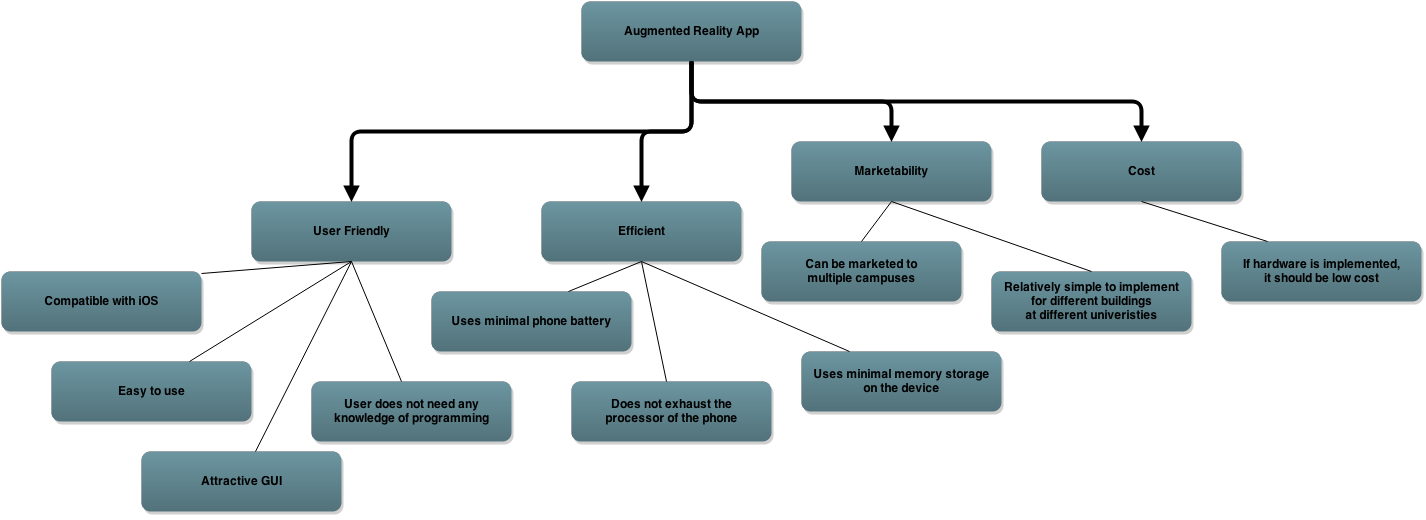 Augmented Reality App
Marketability
Cost
User Friendly
Efficient
Can be marketed to
multiple campuses
If hardware is implemented,
it should be low cost
Compatible with iOS
Relatively simple to implement
for different buildings
at different univeristies
Uses minimal phone battery
Uses minimal memory storage
on the device
Easy to use
User does not need any
knowledge of programming
Does not exhaust the
processor of the phone
Attractive GUI